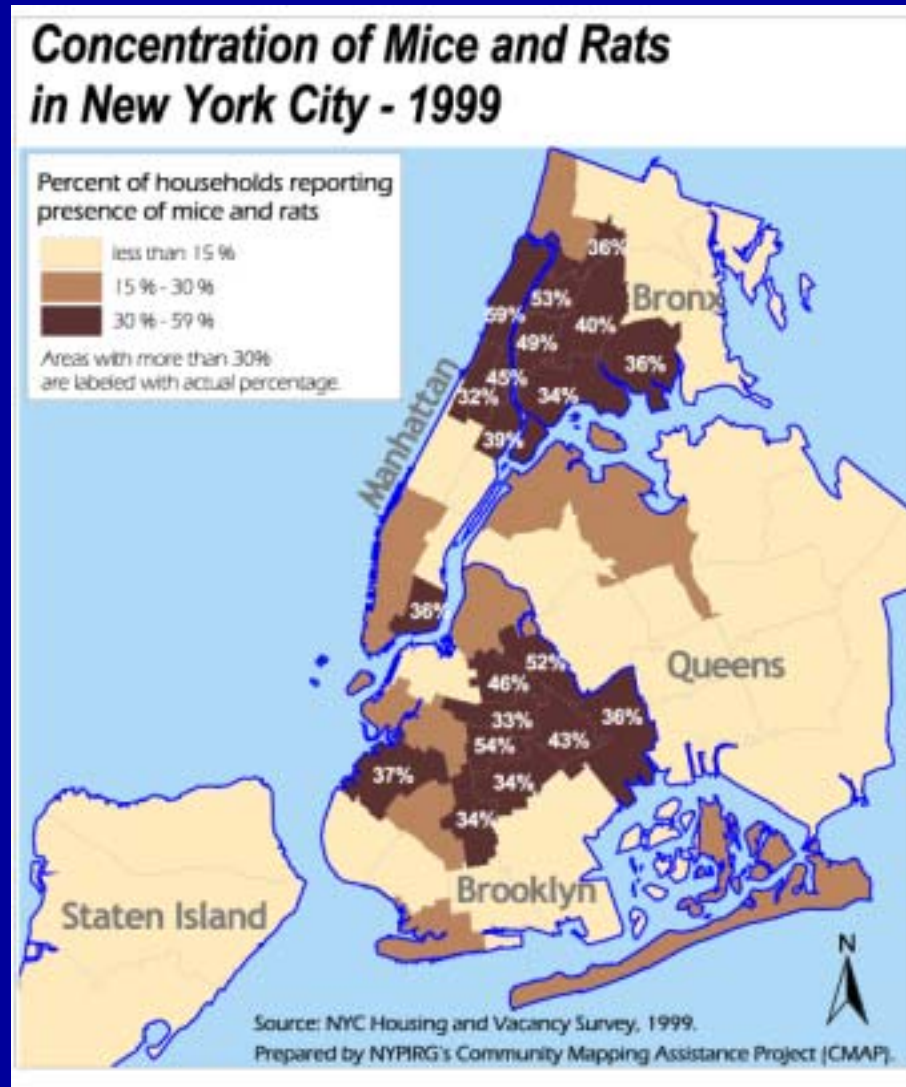 Concentration of Mice and Rats
in New York City - 1999
Percent of households reporting
presence of mice and rats
less than 15 %
15 % - 30 %
30 % - 59 %
Areas with more than 30%
are labeled with actual percentage.
36%
Bronx
53%
59%
40%
49%
36%
45%
32%
34%
Manhattan
39%
36%
Queens
52%
46%
36%
33%
54%
43%
37%
34%
34%
Brooklyn
Staten Island
N
Source: NYC Housing and Vacancy Survey, 1999.
Prepared by NYPIRG's Community Mapping Assistance Project (CMAP).